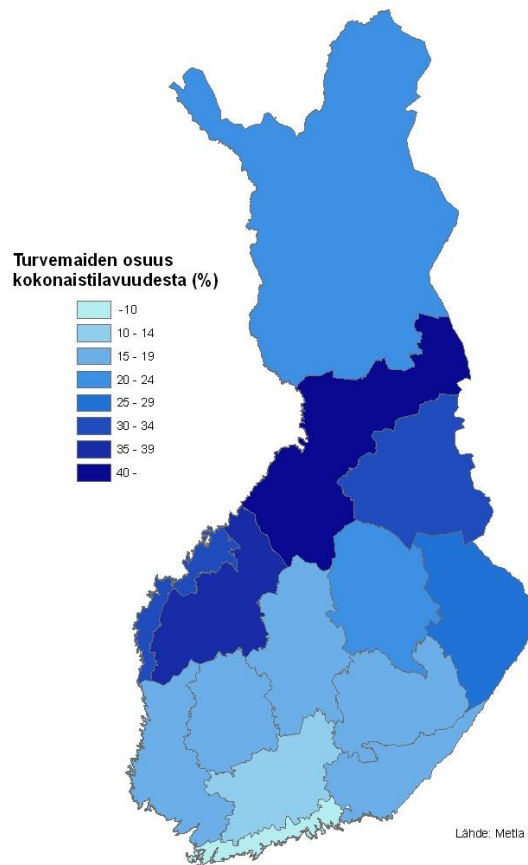 Turvemaiden osuus
kokonaistilavuudesta (%)
-10
10 - 14
15 - 19
20 - 24
25 - 29
30 - 34
35 - 39
40 -
Lähde: Metla